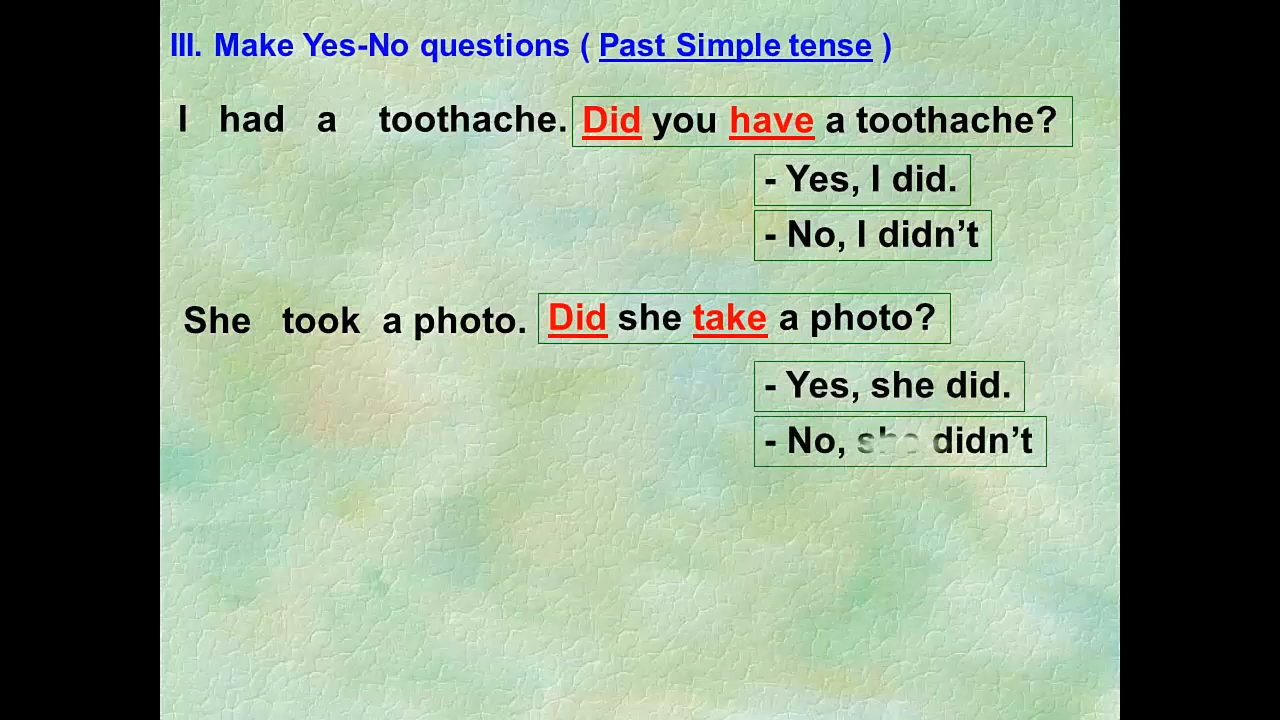 III. Make Yes-No questions ( Past Simple tense )
I had a toothache. Did you have a toothache?
- Yes, I did.
- No, I didn’t
She took a photo. Did she take a photo?
- Yes, she did.
- No, she didn’t